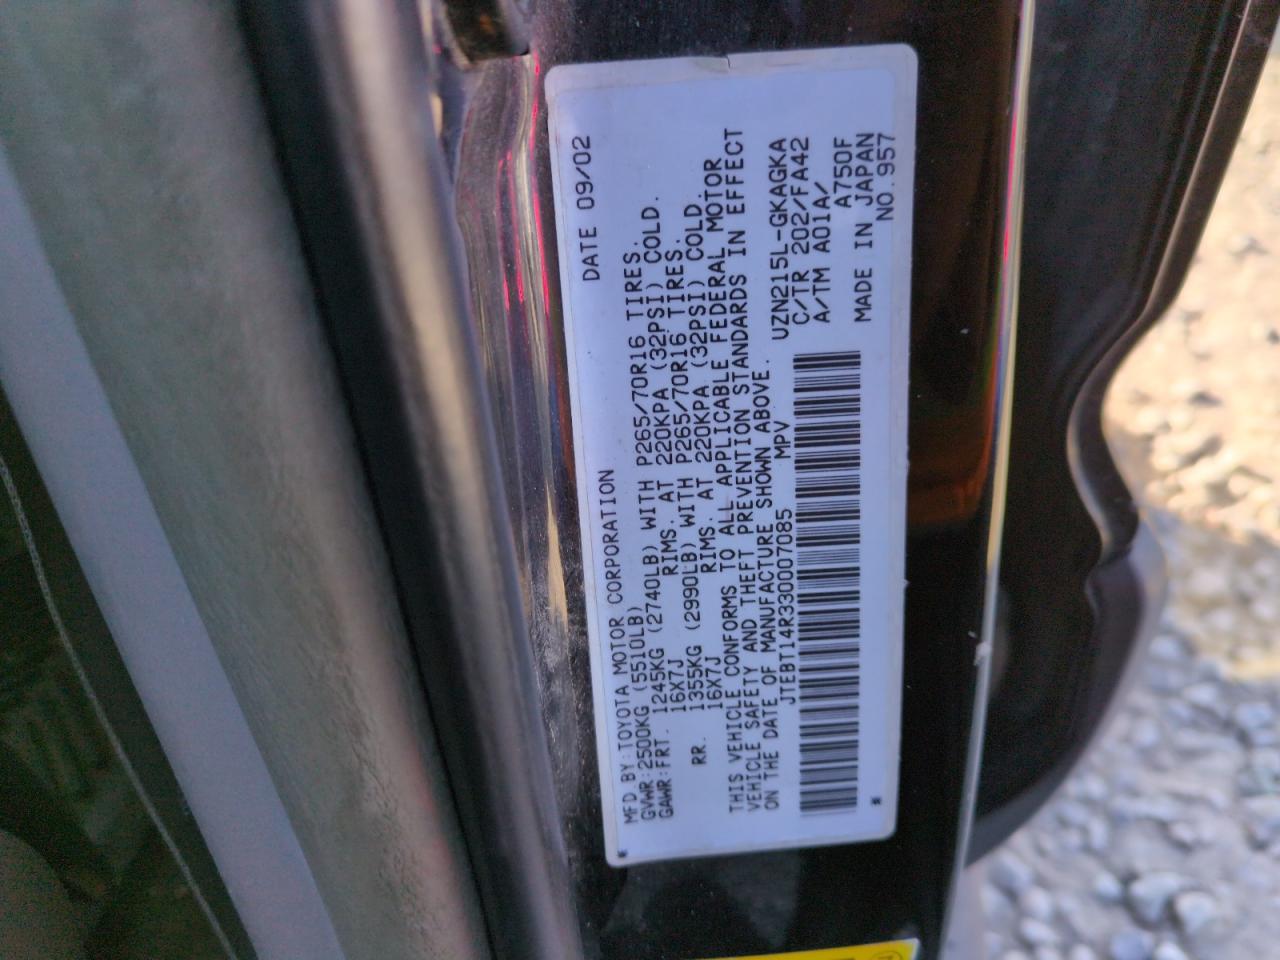 MFD BY:TOYOTA MOTOR CORPORATION DATE 09/02
GVWR:2500KG (5510LB)
GAWR:FRT. 1245KG (2740LB) WITH P265/70R16 TIRES.
16X7J RIMS. AT 220KPA (32PSI) COLD.
RR. 1355KG (2990LB) WITH P265/70R16 TIRES.
16X7J RIMS. AT 220KPA (32PSI) COLD.
THIS VEHICLE CONFORMS TO ALL APPLICABLE FEDERAL MOTOR
VEHICLE SAFETY AND THEFT PREVENTION STANDARDS IN EFFECT
ON THE DATE OF MANUFACTURE SHOWN ABOVE.
JTEBT14R330007085 MPV
UZN215L-GKAGKA
C/TR 202/FA42
A/TM A01A/
A750F
MADE IN JAPAN
NO.957